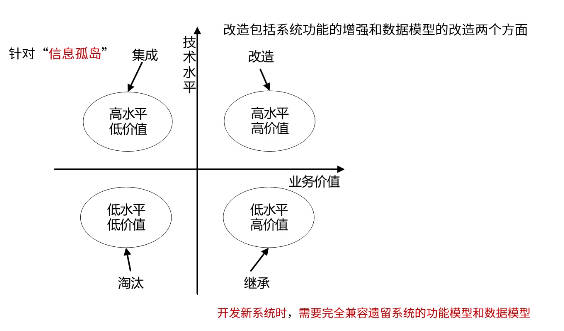 改造包括系统功能的增强和数据模型的改造两个方面
针对“信息孤岛”
集成
技术水平
改造
高水平
低价值
高水平
高价值
业务价值
低水平
低价值
低水平
高价值
淘汰
继承
开发新系统时，需要完全兼容遗留系统的功能模型和数据模型